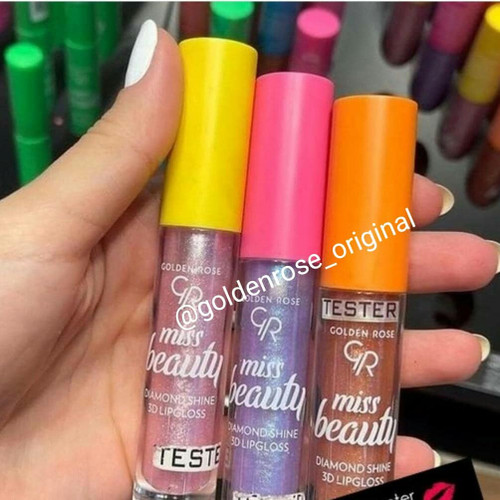 @goldenrose_original
GOLDEN ROSE
GR
miss
beauty
DIAMOND SHINE
3D LIPGLOSS
TESTE
GOLDEN ROSE
GR
miss
beauty
DIAMOND SHINE
3D LIPGLOSS
TESTER
GOLDEN ROSE
GR
miss
beauty
DIAMOND SHINE
3D LIPGLOSS